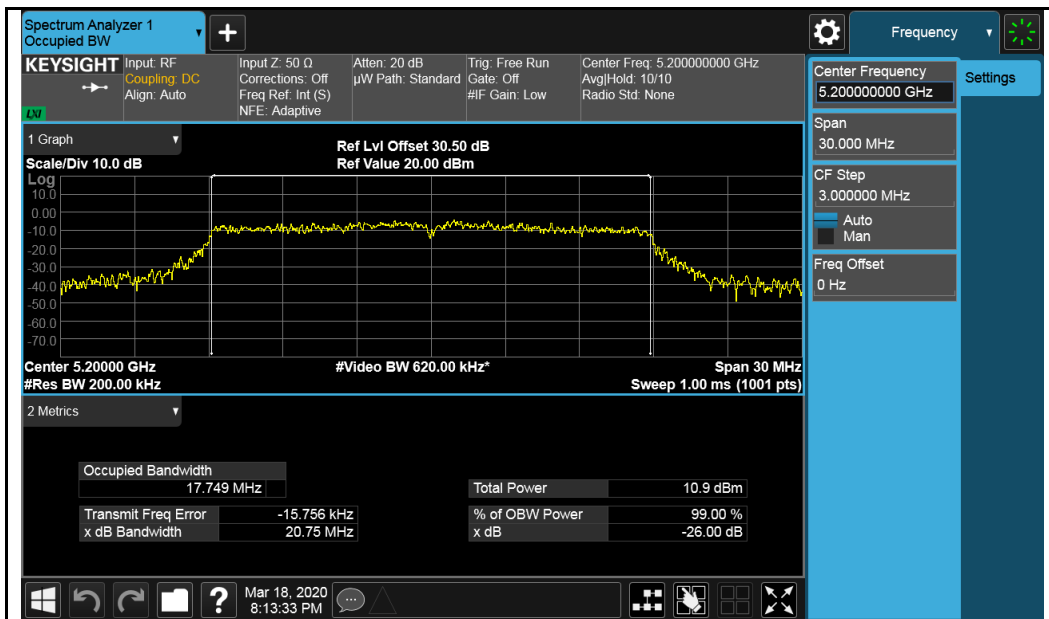 Spectrum Analyzer 1
Occupied BW
Frequency
KEYSIGHT
Input: RF
Coupling: DC
Align: Auto
Input Z: 50 Ω
Corrections: Off
Freq Ref: Int (S)
NFE: Adaptive
Atten: 20 dB
µW Path: Standard
Trig: Free Run
Gate: Off
#IF Gain: Low
Center Freq: 5.200000000 GHz
Avg|Hold: 10/10
Radio Std: None
LXI
Center Frequency
5.200000000 GHz
Settings
Span
30.000 MHz
CF Step
3.000000 MHz
Auto
Man
Freq Offset
0 Hz
1 Graph
Scale/Div 10.0 dB
Ref Lvl Offset 30.50 dB
Ref Value 20.00 dBm
Log
10.0
0.00
-10.0
-20.0
-30.0
-40.0
-50.0
-60.0
-70.0
Center 5.20000 GHz
#Res BW 200.00 kHz
#Video BW 620.00 kHz*
Span 30 MHz
Sweep 1.00 ms (1001 pts)
2 Metrics
Occupied Bandwidth
17.749 MHz
Total Power 10.9 dBm
Transmit Freq Error -15.756 kHz
% of OBW Power 99.00 %
x dB Bandwidth 20.75 MHz
x dB -26.00 dB
?
Mar 18, 2020
8:13:33 PM